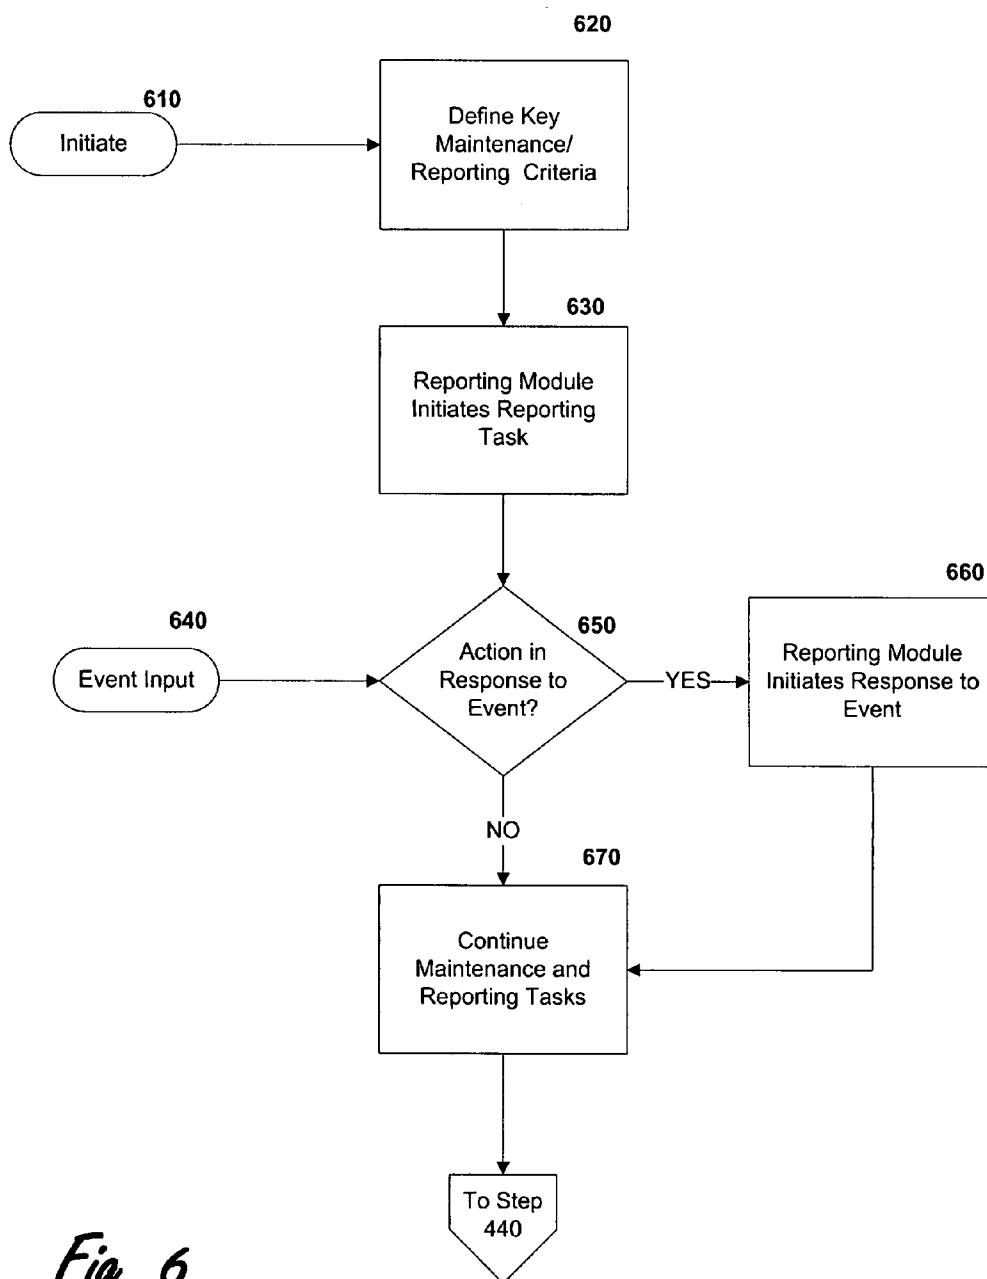 620
610
Initiate
Define Key
Maintenance/
Reporting Criteria
630
Reporting Module
Initiates Reporting
Task
640
Event Input
650
Action in
Response to
Event?
YES
660
Reporting Module
Initiates Response to
Event
NO
670
Continue
Maintenance and
Reporting Tasks
To Step
440
Fig. 6